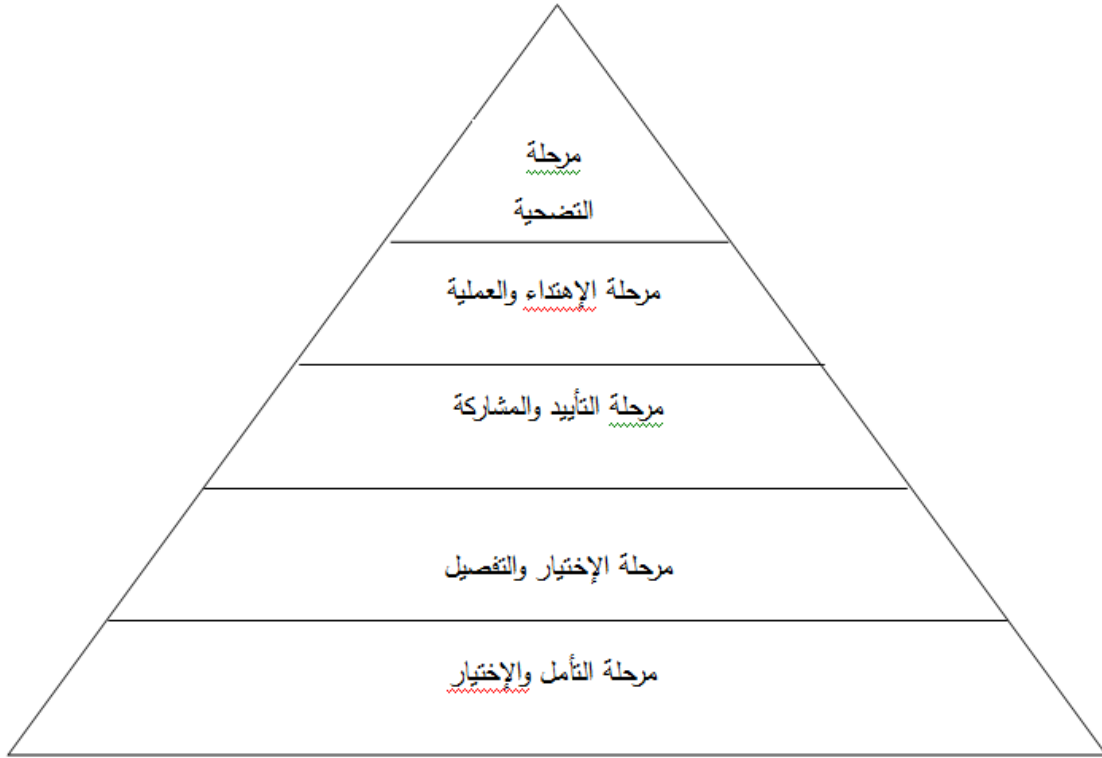 مرحلة
التضحية
مرحلة الإهتداء والعملية
مرحلة التأييد والمشاركة
مرحلة الإختيار والتفصيل
مرحلة التأمل والإختيار